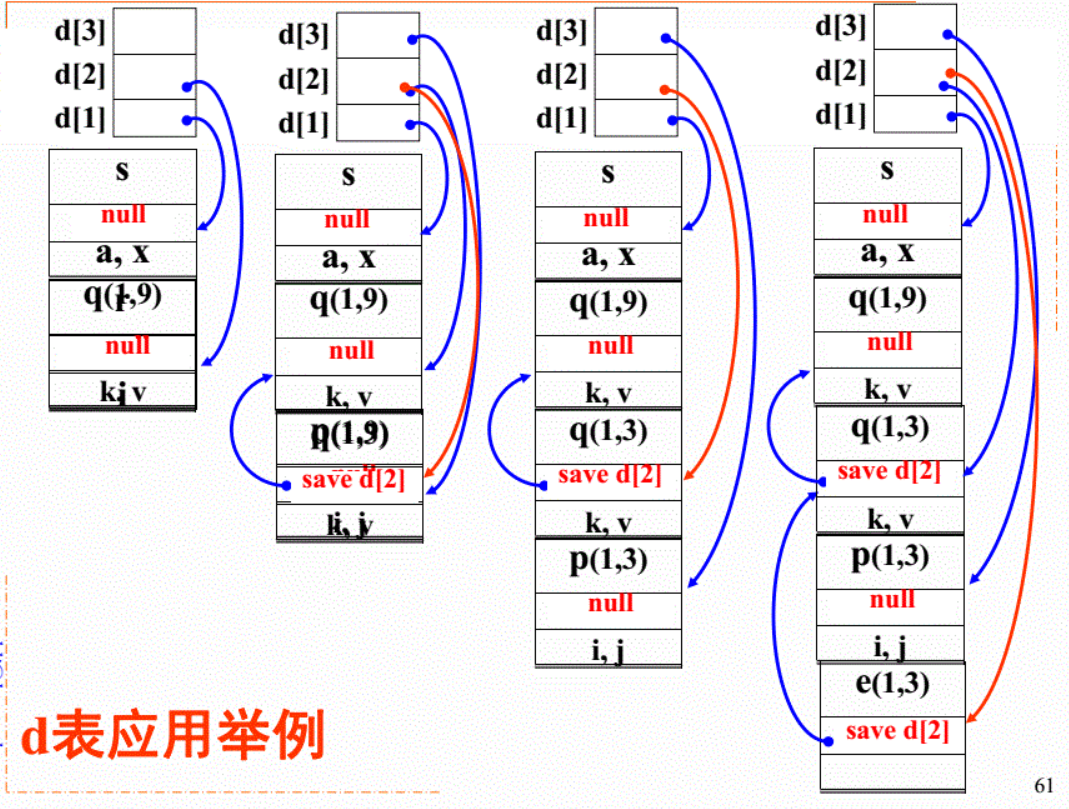 d[3]
d[2]
d[1]
s
null
a, x
q(1,9)
null
k, v
d[3]
d[2]
d[1]
s
null
a, x
q(1,9)
null
k, v
save d[2]
d[3]
d[2]
d[1]
s
null
a, x
q(1,9)
null
k, v
q(1,3)
save d[2]
k, v
p(1,3)
null
i, j
d[3]
d[2]
d[1]
s
null
a, x
q(1,9)
null
k, v
q(1,3)
save d[2]
k, v
p(1,3)
null
i, j
e(1,3)
save d[2]
d表应用举例
61